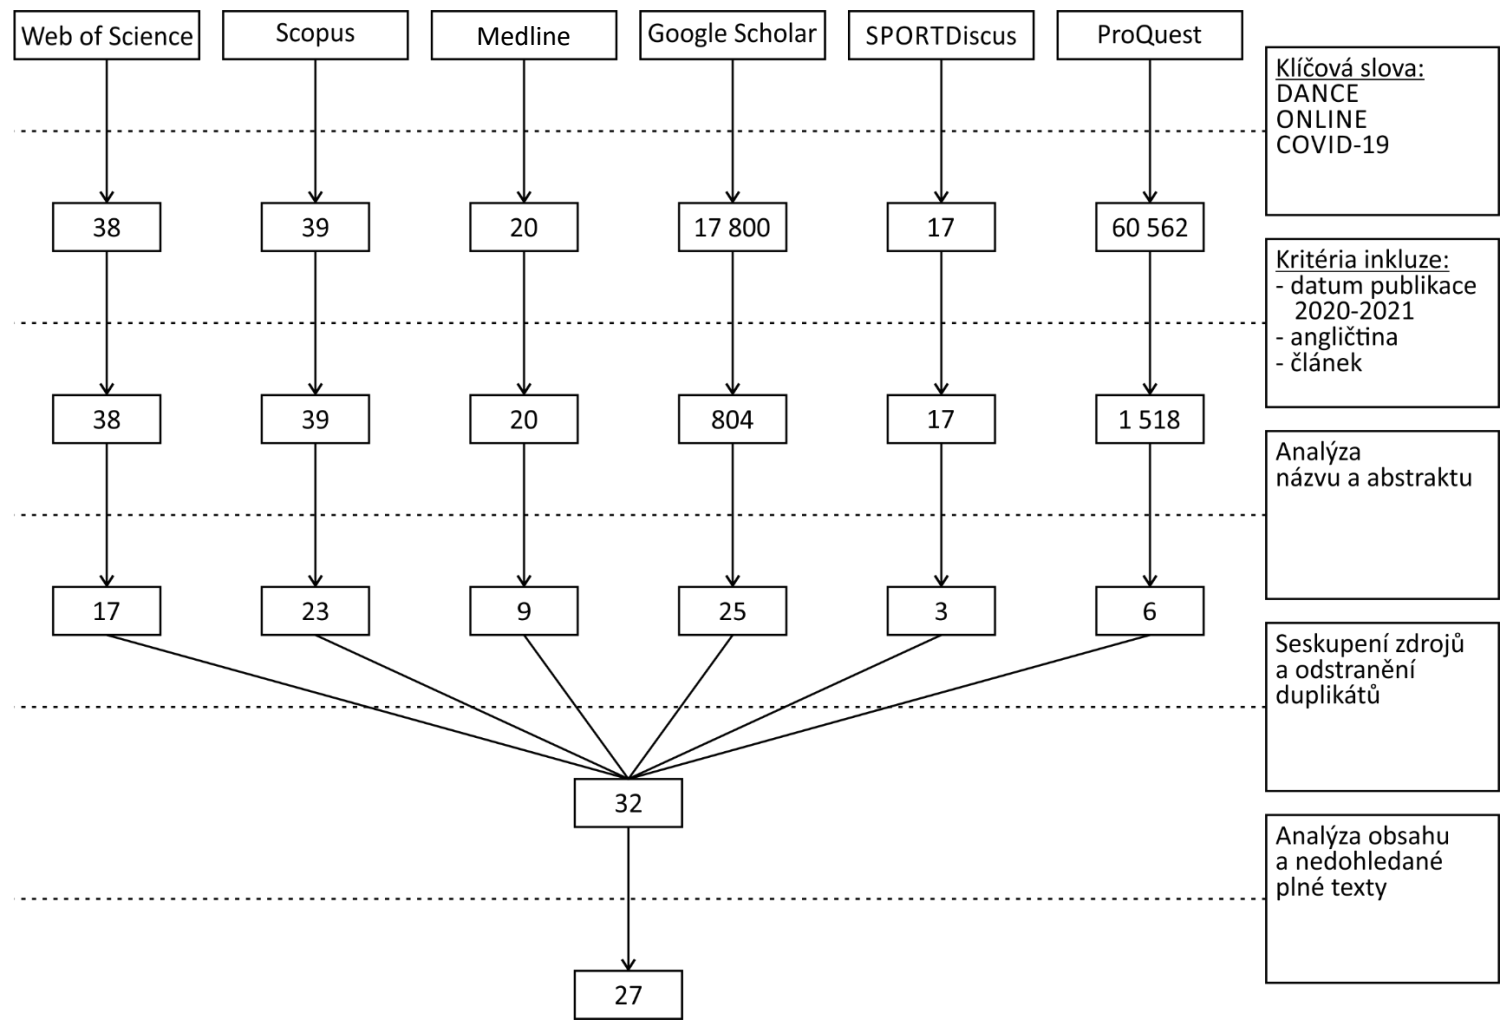 Web of Science
Scopus
Medline
Google Scholar
SPORTDiscus
ProQuest
Klíčová slova:
DANCE
ONLINE
COVID-19
38
39
20
17 800
17
60 562
Kritéria inkluze:
- datum publikace
2020-2021
- angličtina
- článek
38
39
20
804
17
1 518
Analýza
názvu a abstraktu
17
23
9
25
3
6
Seskupení zdrojů
a odstranění
duplikátů
32
Analýza obsahu
a nedohledané
plné texty
27